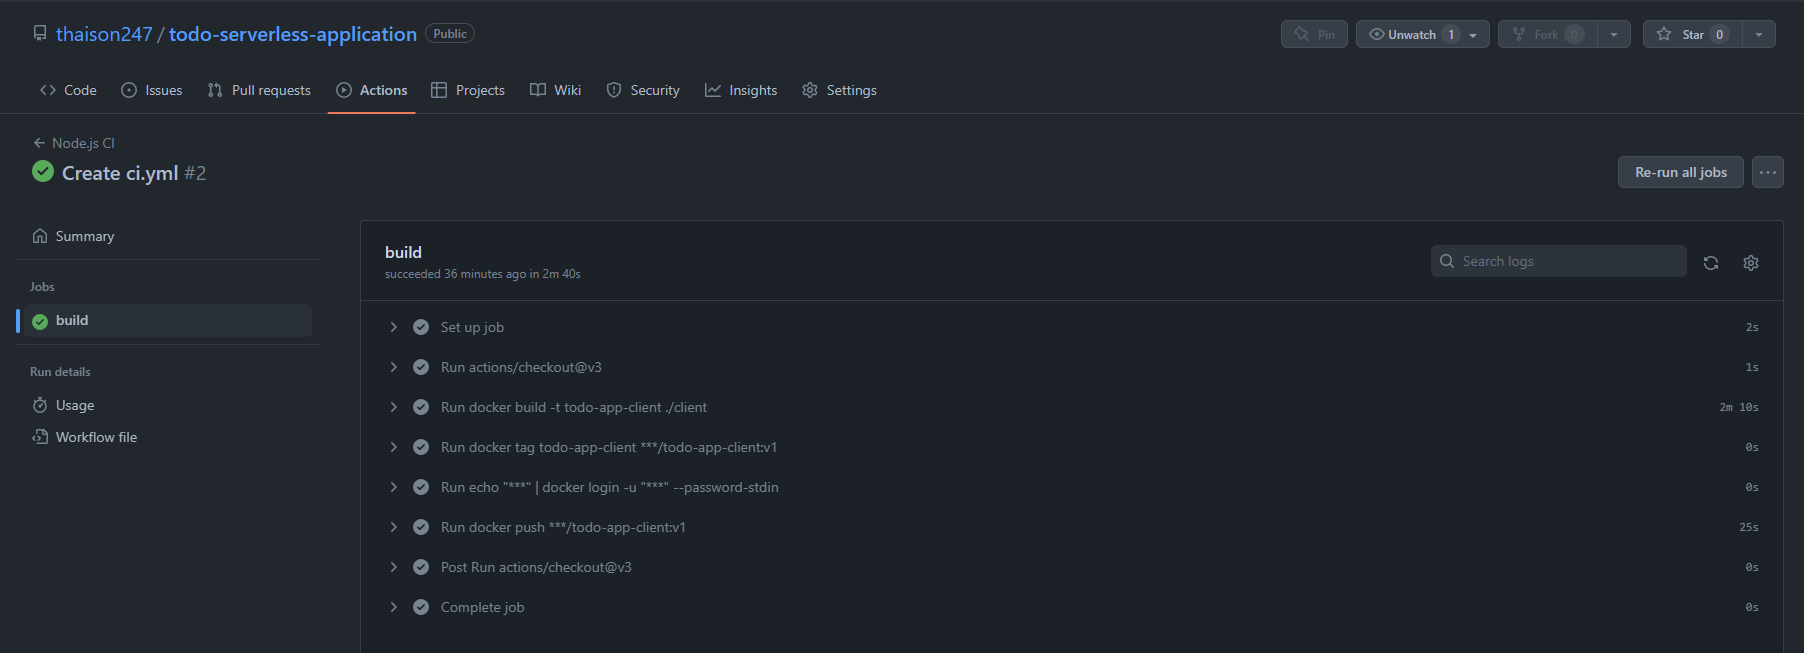 thaison247 / todo-serverless-application Public
Pin Unwatch 1 Fork 0 Star 0
Code Issues Pull requests Actions Projects Wiki Security Insights Settings
Node.js CI
Create ci.yml #2
Re-run all jobs
Summary
Jobs
build
Run details
Usage
Workflow file
build
succeeded 36 minutes ago in 2m 40s
Search logs
Set up job 2s
Run actions/checkout@v3 1s
Run docker build -t todo-app-client ./client 2m 10s
Run docker tag todo-app-client ***/todo-app-client:v1 0s
Run echo "***" | docker login -u "***" --password-stdin 0s
Run docker push ***/todo-app-client:v1 25s
Post Run actions/checkout@v3 0s
Complete job 0s